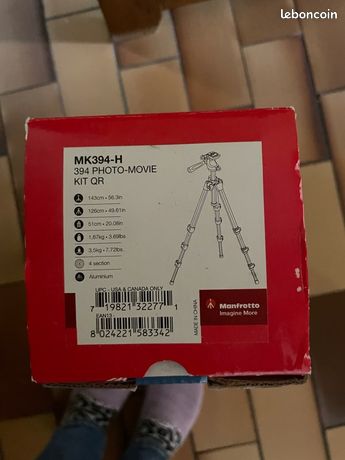 leboncoin
MK394-H
394 PHOTO-MOVIE
KIT QR
143cm • 56.3in
126cm • 49.61in
51cm • 20.08in
1,67kg • 3.69lbs
3,5kg • 7.72lbs
4 section
Aluminium
UPC - USA & CANADA ONLY
7 19821 32277 1
EAN13
8 024221 583342
MADE IN CHINA
Manfrotto
Imagine More